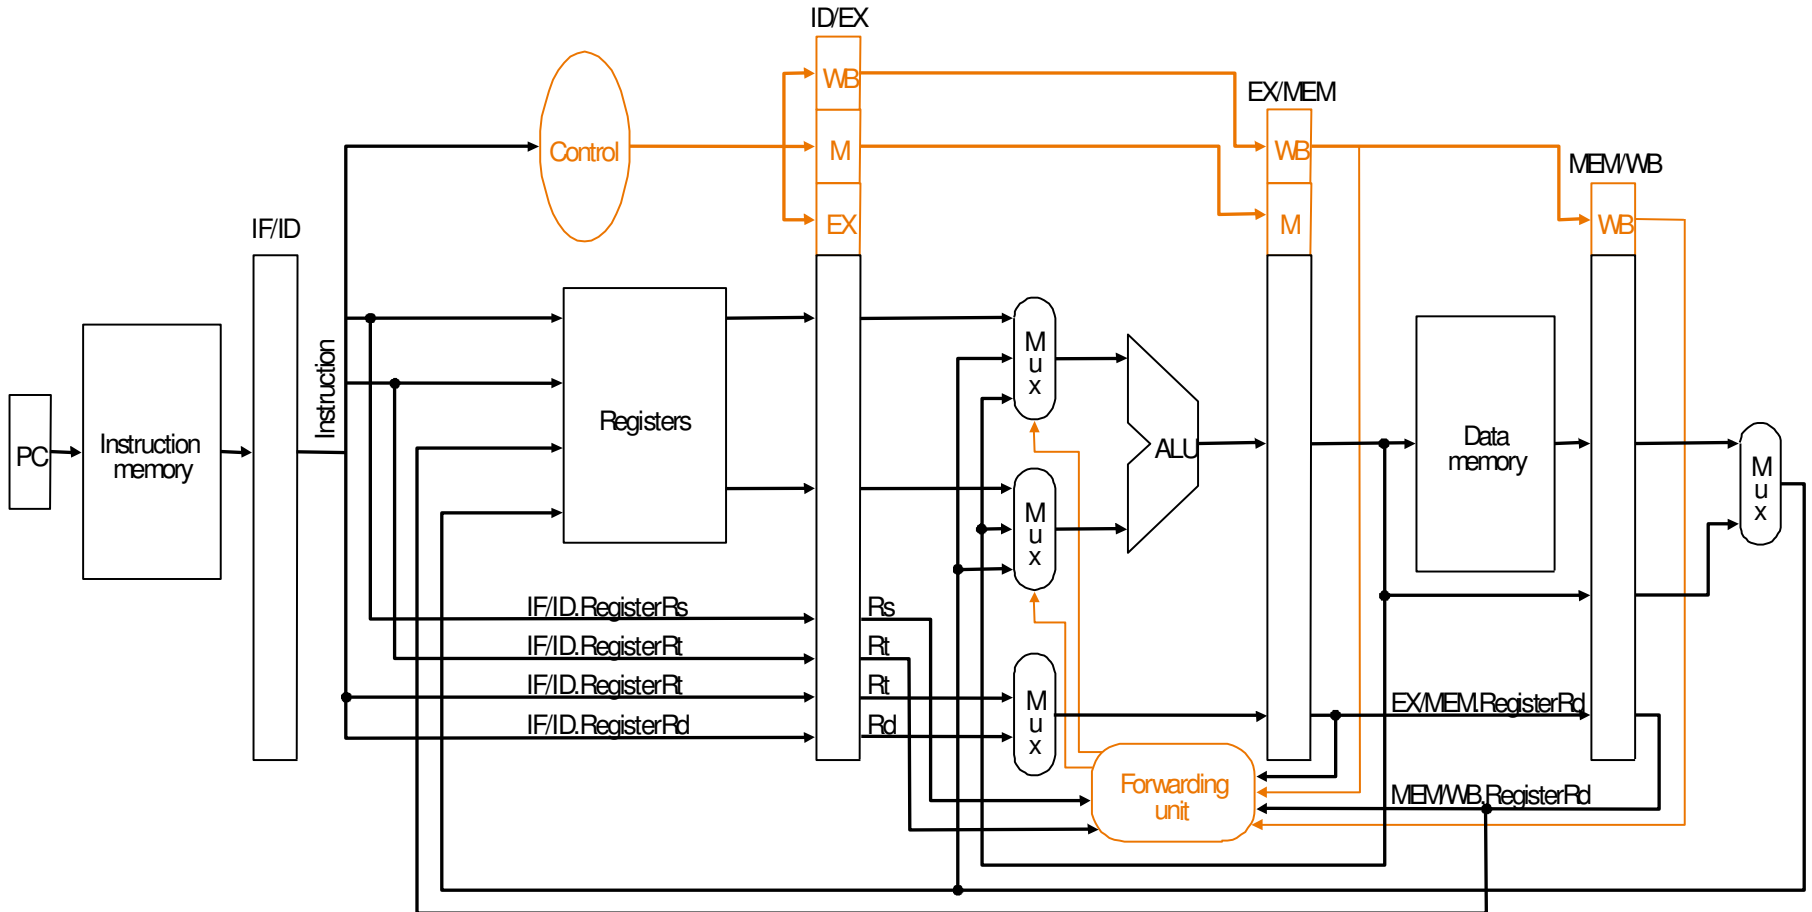 ID/EX
WB
EX/MEM
Control
M
WB
MEM/WB
IF/ID
EX
M
WB
Instruction
M
u
x
PC
Instruction
memory
Registers
ALU
Data
memory
M
u
x
M
u
x
IF/ID.RegisterRs
Rs
IF/ID.RegisterRt
Rt
IF/ID.RegisterRt
Rt
IF/ID.RegisterRd
Rd
M
u
x
EX/MEM.RegisterRd
Forwarding
unit
MEM/WB.RegisterRd